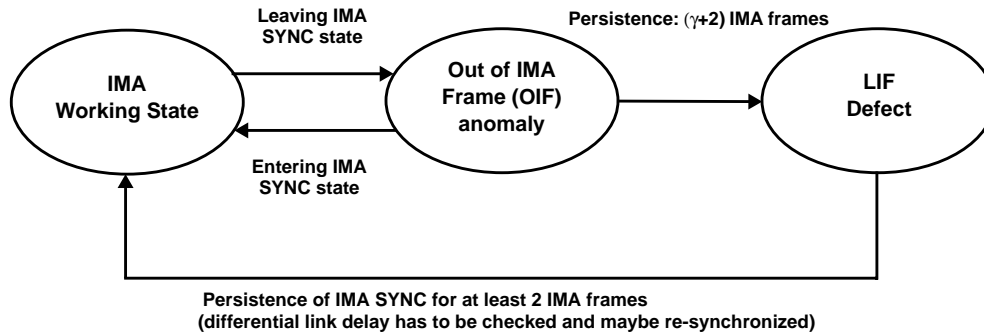 Leaving IMA
SYNC state
Persistence: (γ+2) IMA frames
IMA
Working State
Out of IMA
Frame (OIF)
anomaly
LIF
Defect
Entering IMA
SYNC state
Persistence of IMA SYNC for at least 2 IMA frames
(differential link delay has to be checked and maybe re-synchronized)